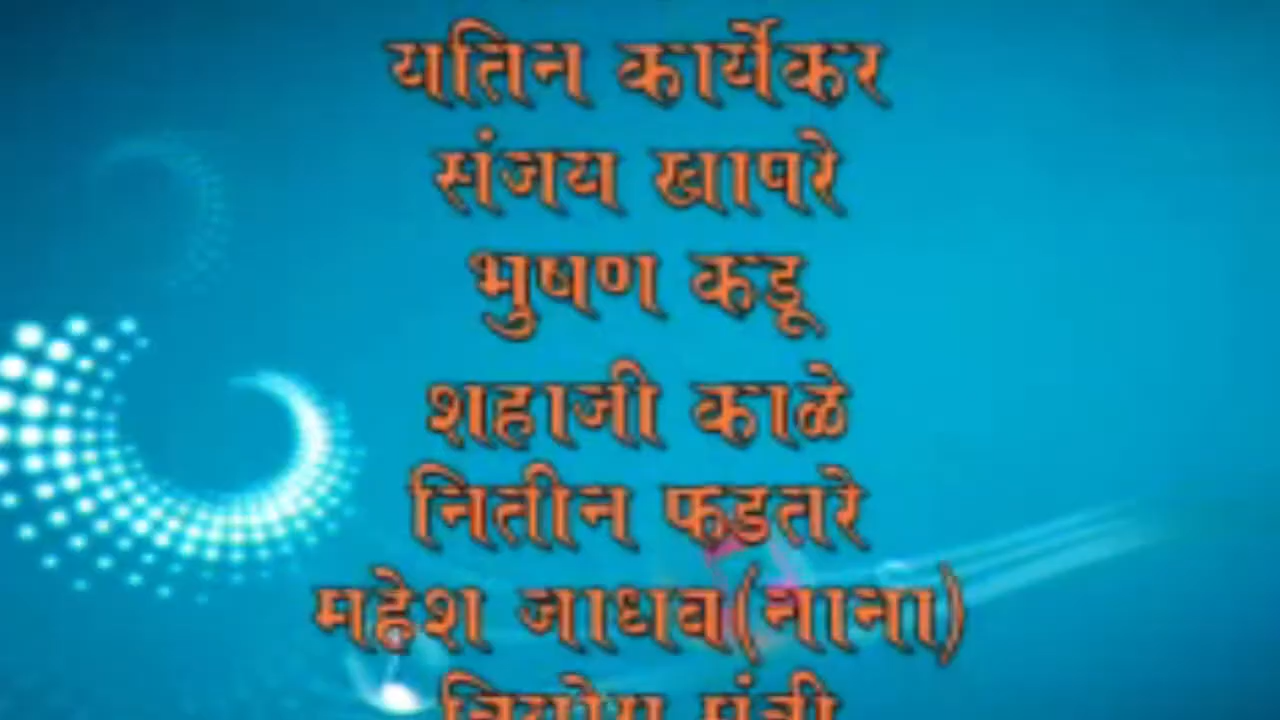 यतिन कार्येकर
संजय खापरे
भुषण कडू
शहाजी काळे
नितीन फडतरे
महेश जाधव(नाना)